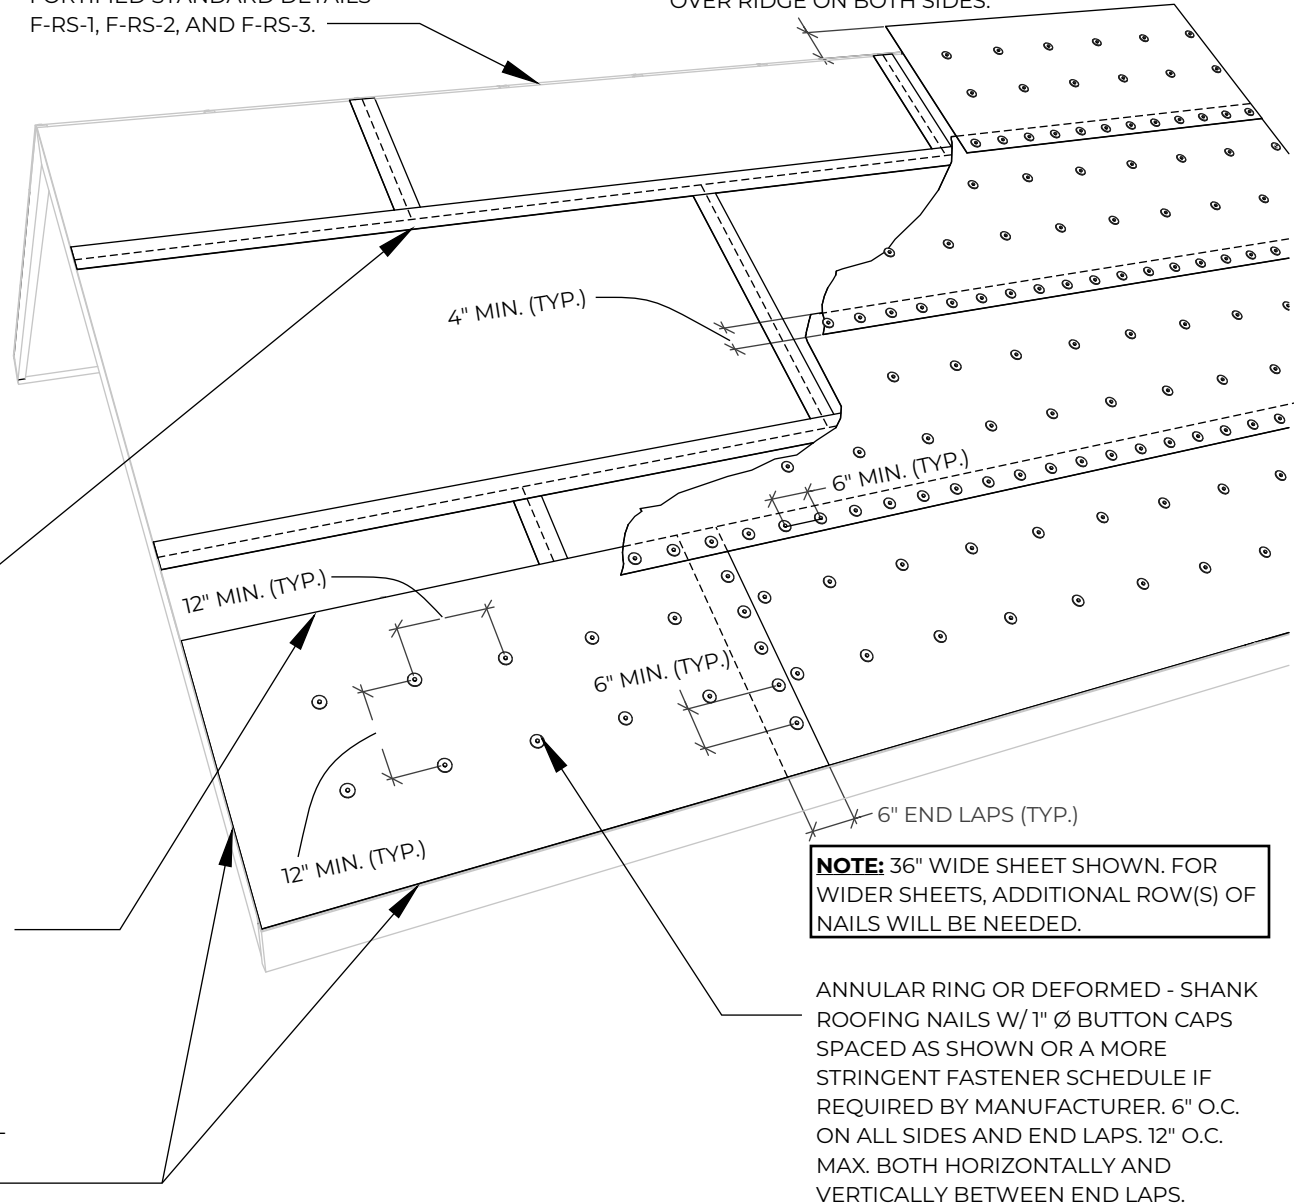 FORTIFIED STANDARD DETAILS
F-RS-1, F-RS-2, AND F-RS-3.
OVER RIDGE ON BOTH SIDES.
4" MIN. (TYP.)
6" MIN. (TYP.)
12" MIN. (TYP.)
6" MIN. (TYP.)
12" MIN. (TYP.)
6" END LAPS (TYP.)
NOTE: 36" WIDE SHEET SHOWN. FOR
WIDER SHEETS, ADDITIONAL ROW(S) OF
NAILS WILL BE NEEDED.
ANNULAR RING OR DEFORMED - SHANK
ROOFING NAILS W/ 1" Ø BUTTON CAPS
SPACED AS SHOWN OR A MORE
STRINGENT FASTENER SCHEDULE IF
REQUIRED BY MANUFACTURER. 6" O.C.
ON ALL SIDES AND END LAPS. 12" O.C.
MAX. BOTH HORIZONTALLY AND
VERTICALLY BETWEEN END LAPS.